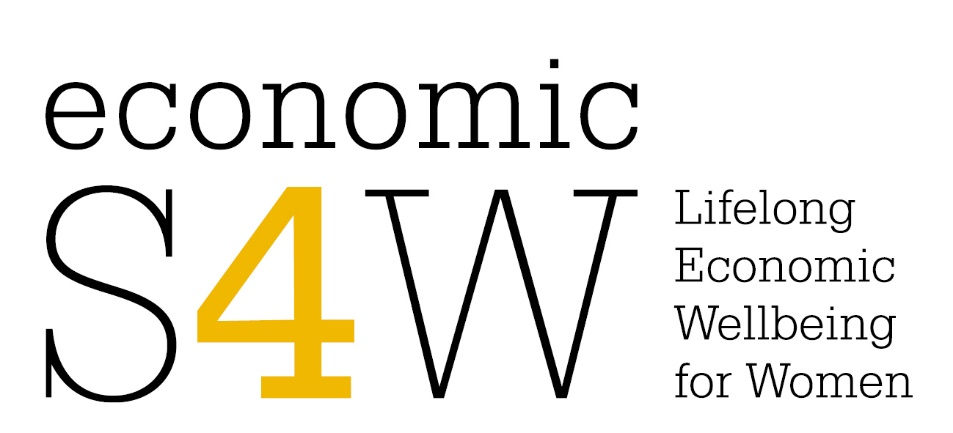 economic
S4W
Lifelong
Economic
Wellbeing
for Women